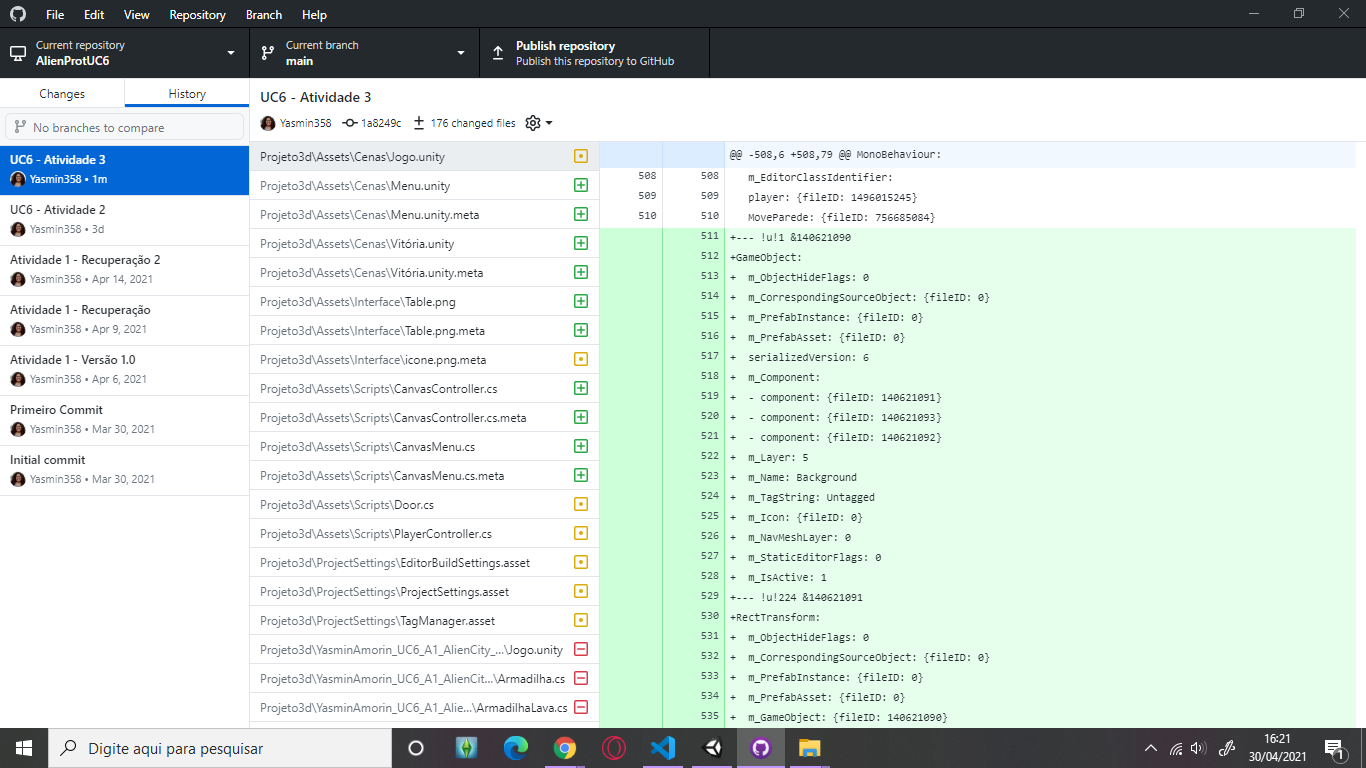 File Edit View Repository Branch Help
Current repository
AlienProtUC6
Current branch
main
Publish repository
Publish this repository to GitHub
Changes History
No branches to compare
UC6 - Atividade 3
Yasmin358 • 1m
UC6 - Atividade 2
Yasmin358 • 3d
Atividade 1 - Recuperação 2
Yasmin358 • Apr 14, 2021
Atividade 1 - Recuperação
Yasmin358 • Apr 9, 2021
Atividade 1 - Versão 1.0
Yasmin358 • Apr 6, 2021
Primeiro Commit
Yasmin358 • Mar 30, 2021
Initial commit
Yasmin358 • Mar 30, 2021
UC6 - Atividade 3
Yasmin358 1a8249c 176 changed files
Projeto3d\Assets\Cenas\Jogo.unity
Projeto3d\Assets\Cenas\Menu.unity
Projeto3d\Assets\Cenas\Menu.unity.meta
Projeto3d\Assets\Cenas\Vitória.unity
Projeto3d\Assets\Cenas\Vitória.unity.meta
Projeto3d\Assets\Interface\Table.png
Projeto3d\Assets\Interface\Table.png.meta
Projeto3d\Assets\Interface\icone.png.meta
Projeto3d\Assets\Scripts\CanvasController.cs
Projeto3d\Assets\Scripts\CanvasController.cs.meta
Projeto3d\Assets\Scripts\CanvasMenu.cs
Projeto3d\Assets\Scripts\CanvasMenu.cs.meta
Projeto3d\Assets\Scripts\Door.cs
Projeto3d\Assets\Scripts\PlayerController.cs
Projeto3d\ProjectSettings\EditorBuildSettings.asset
Projeto3d\ProjectSettings\ProjectSettings.asset
Projeto3d\ProjectSettings\TagManager.asset
Projeto3d\YasminAmorin_UC6_A1_AlienCity_...\Jogo.unity
Projeto3d\YasminAmorin_UC6_A1_AlienCit...\Armadilha.cs
Projeto3d\YasminAmorin_UC6_A1_Alie...\ArmadilhaLava.cs
@@ -508,6 +508,79 @@ MonoBehaviour:
508 508 m_EditorClassIdentifier:
509 509 player: {fileID: 1496015245}
510 510 MoveParede: {fileID: 756685084}
511 +--- !u!1 &140621090
512 +GameObject:
513 + m_ObjectHideFlags: 0
514 + m_CorrespondingSourceObject: {fileID: 0}
515 + m_PrefabInstance: {fileID: 0}
516 + m_PrefabAsset: {fileID: 0}
517 + serializedVersion: 6
518 + m_Component:
519 + - component: {fileID: 140621091}
520 + - component: {fileID: 140621093}
521 + - component: {fileID: 140621092}
522 + m_Layer: 5
523 + m_Name: Background
524 + m_TagString: Untagged
525 + m_Icon: {fileID: 0}
526 + m_NavMeshLayer: 0
527 + m_StaticEditorFlags: 0
528 + m_IsActive: 1
529 +--- !u!224 &140621091
530 +RectTransform:
531 + m_ObjectHideFlags: 0
532 + m_CorrespondingSourceObject: {fileID: 0}
533 + m_PrefabInstance: {fileID: 0}
534 + m_PrefabAsset: {fileID: 0}
535 + m_GameObject: {fileID: 140621090}
Digite aqui para pesquisar
16:21
30/04/2021
1